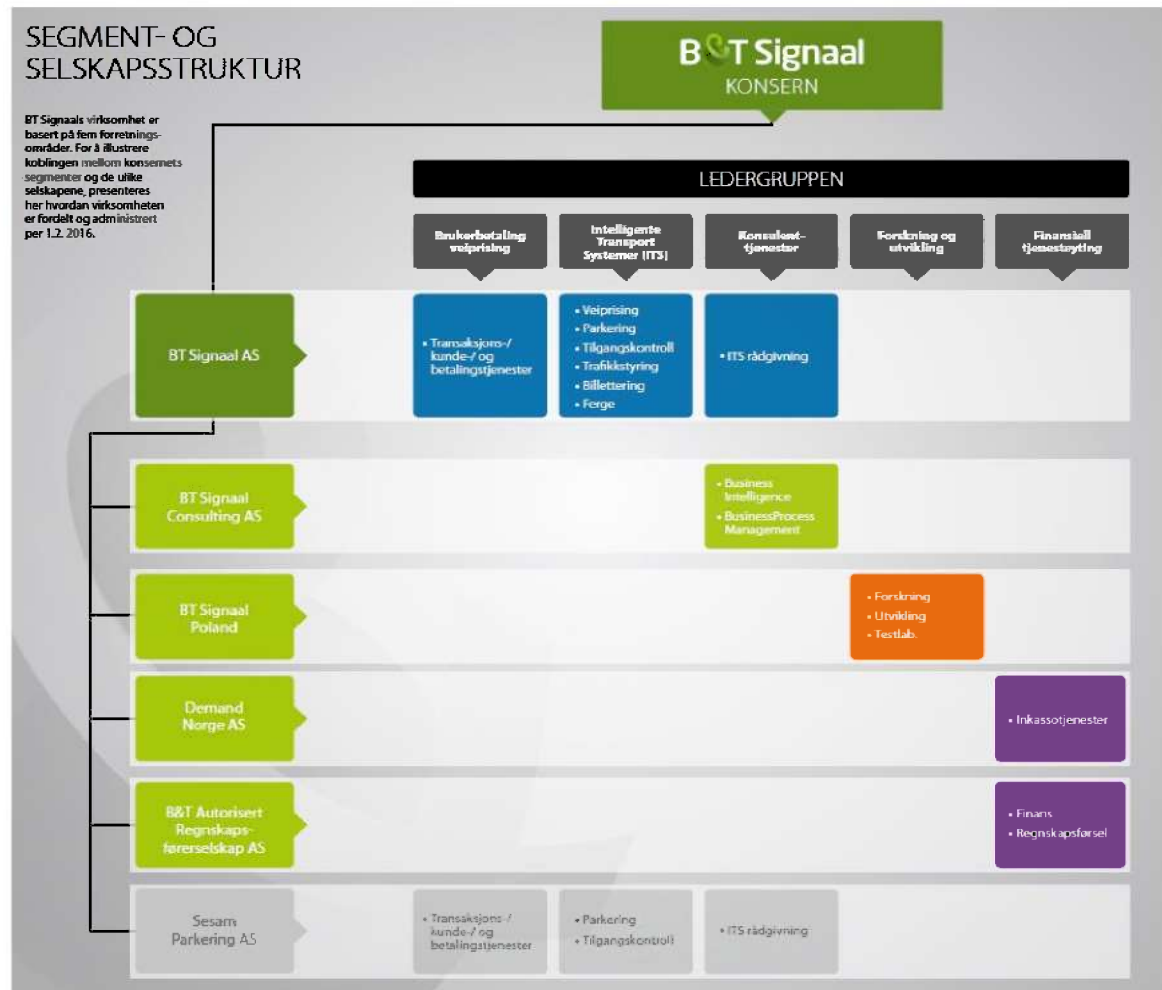 SEGMENT- OG
SELSKAPSSTRUKTUR
B&T Signaal
KONSERN
BT Signaals virksomhet er
basert på fem forretnings-
områder. For å illustrere
koblingen mellom konsernets
segmenter og de ulike
selskapene, presenteres
her hvordan virksomheten
er fordelt og administrert
per 1.2. 2016.
LEDERGRUPPEN
Brukerbetaling
veiprising
Intelligente
Transport
Systemer (ITS)
Konsulent-
tjenester
Forskning og
utvikling
Finansiell
tjenesteyting
BT Signaal AS
• Transaksjons-/
kunde-/ og
betalingstjenester
• Veiprising
• Parkering
• Tilgangskontroll
• Trafikkstyring
• Billettering
• Ferge
• ITS rådgivning
BT Signaal
Consulting AS
• Business
Intelligence
• BusinessProcess
Management
BT Signaal
Poland
• Forskning
• Utvikling
• Testlab.
Demand
Norge AS
• Inkassotjenester
B&T Autorisert
Regnskaps-
førerselskap AS
• Finans
• Regnskapsførsel
Sesam
Parkering AS
• Transaksjons-/
kunde-/ og
betalingstjenester
• Parkering
• Tilgangskontroll
• ITS rådgivning